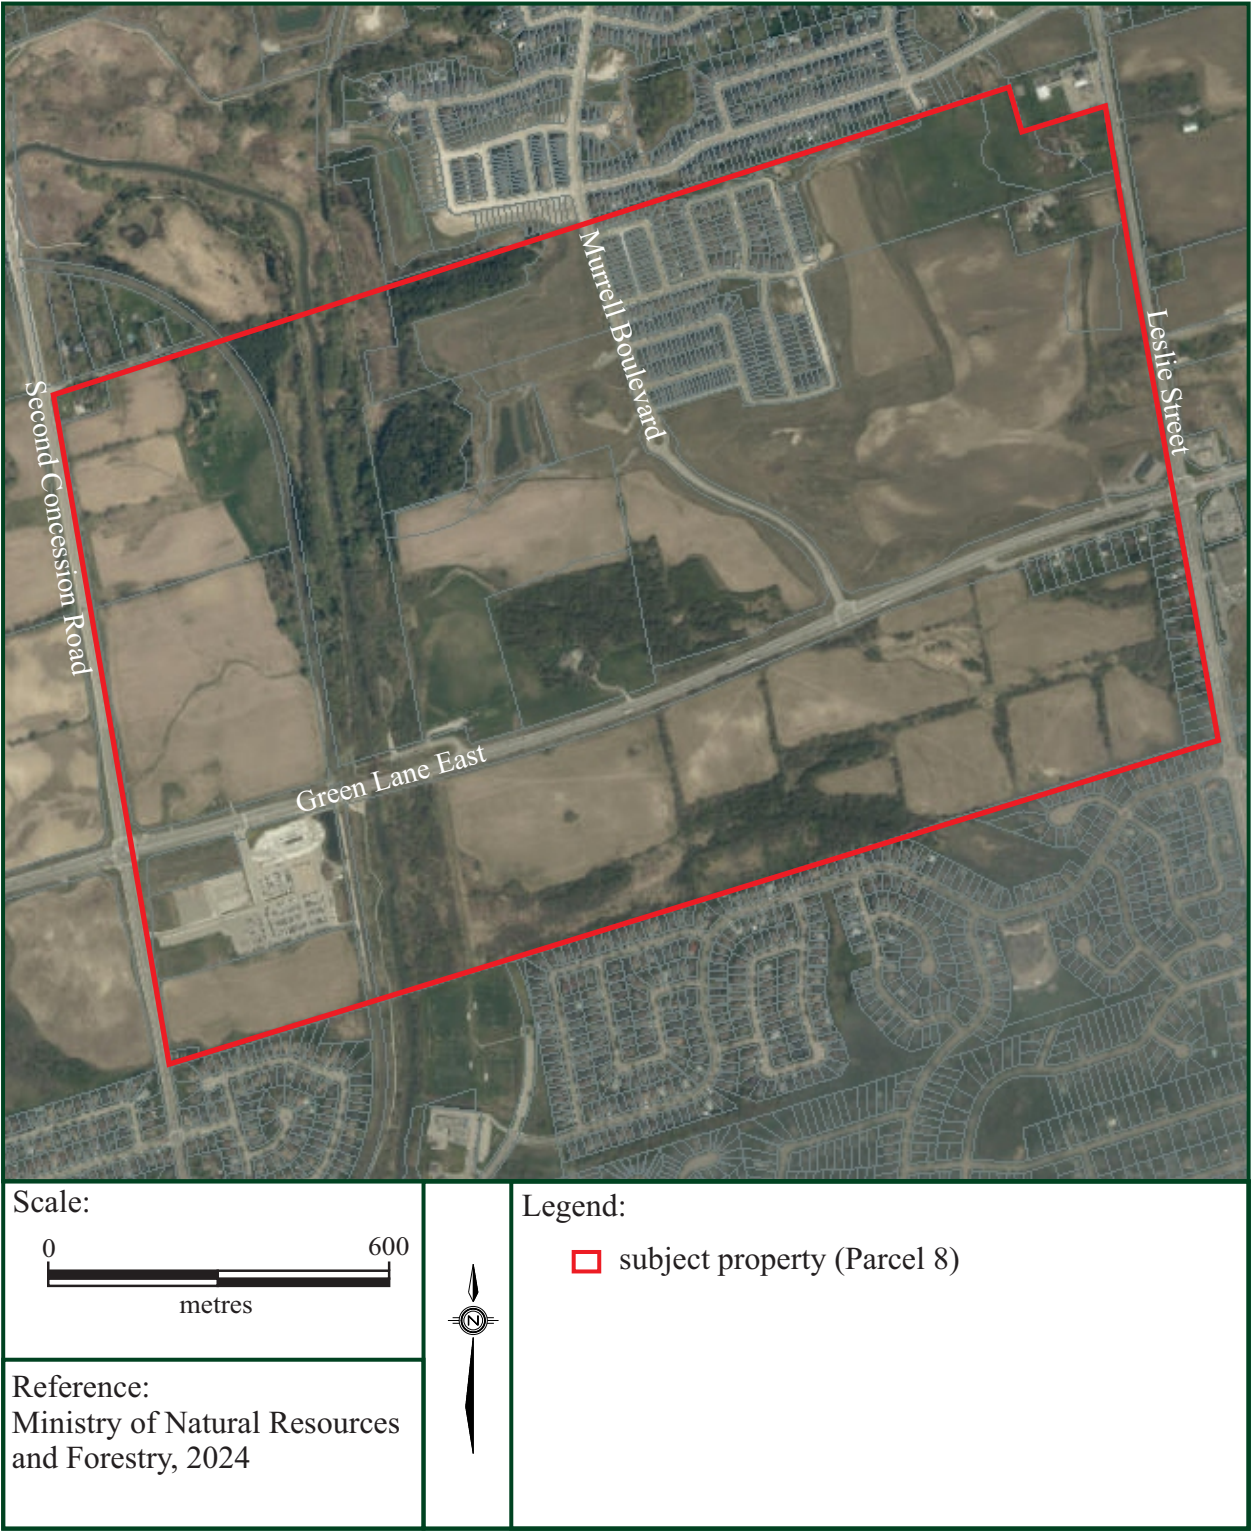 Murrell Boulevard
Leslie Street
Second Concession Road
Green Lane East
Scale:
0 600
metres
N
Legend:
subject property (Parcel 8)
Reference:
Ministry of Natural Resources
and Forestry, 2024